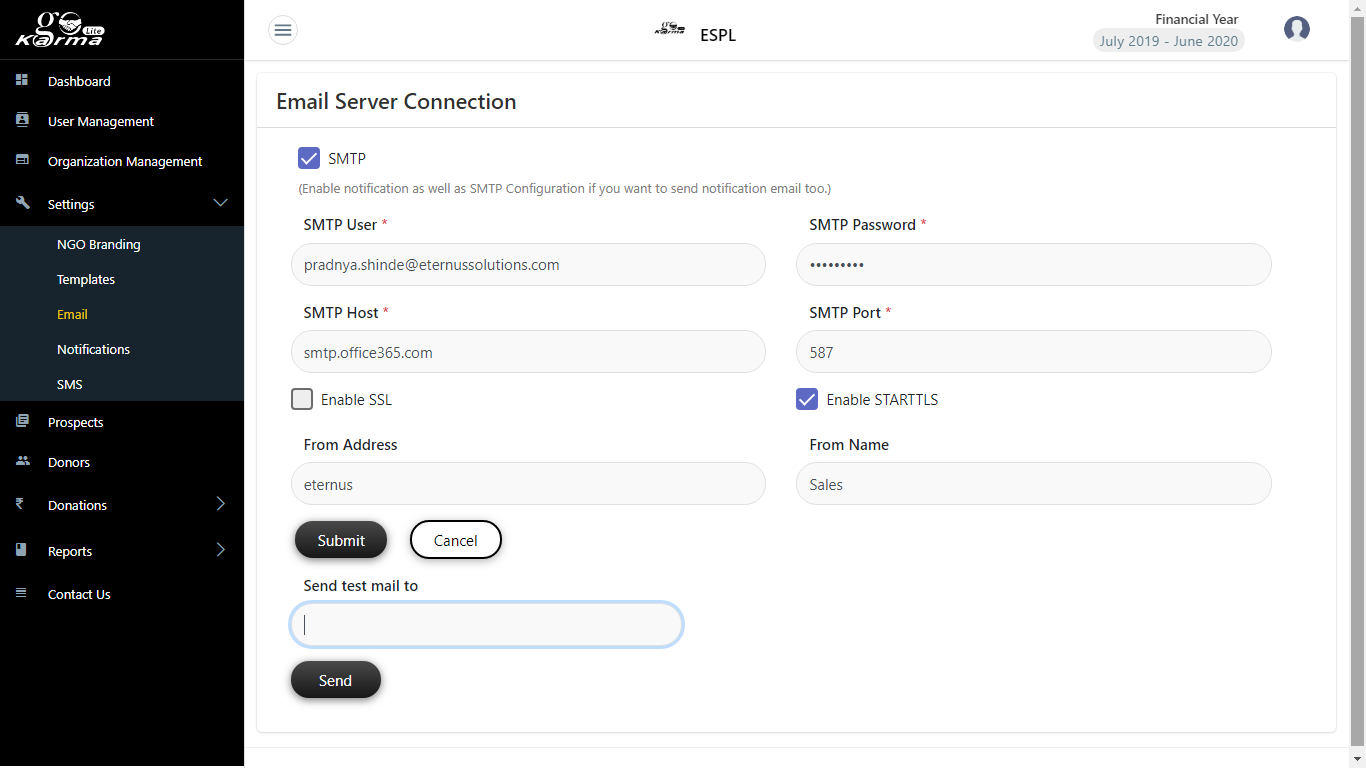 go
Karma Lite
Dashboard
User Management
Organization Management
Settings
NGO Branding
Templates
Email
Notifications
SMS
Prospects
Donors
Donations
Reports
Contact Us
go
Karma
ESPL
Financial Year
July 2019 - June 2020
Email Server Connection
SMTP
(Enable notification as well as SMTP Configuration if you want to send notification email too.)
SMTP User * SMTP Password *
pradnya.shinde@eternussolutions.com •••••••••
SMTP Host * SMTP Port *
smtp.office365.com 587
Enable SSL Enable STARTTLS
From Address From Name
eternus Sales
Submit Cancel
Send test mail to
Send